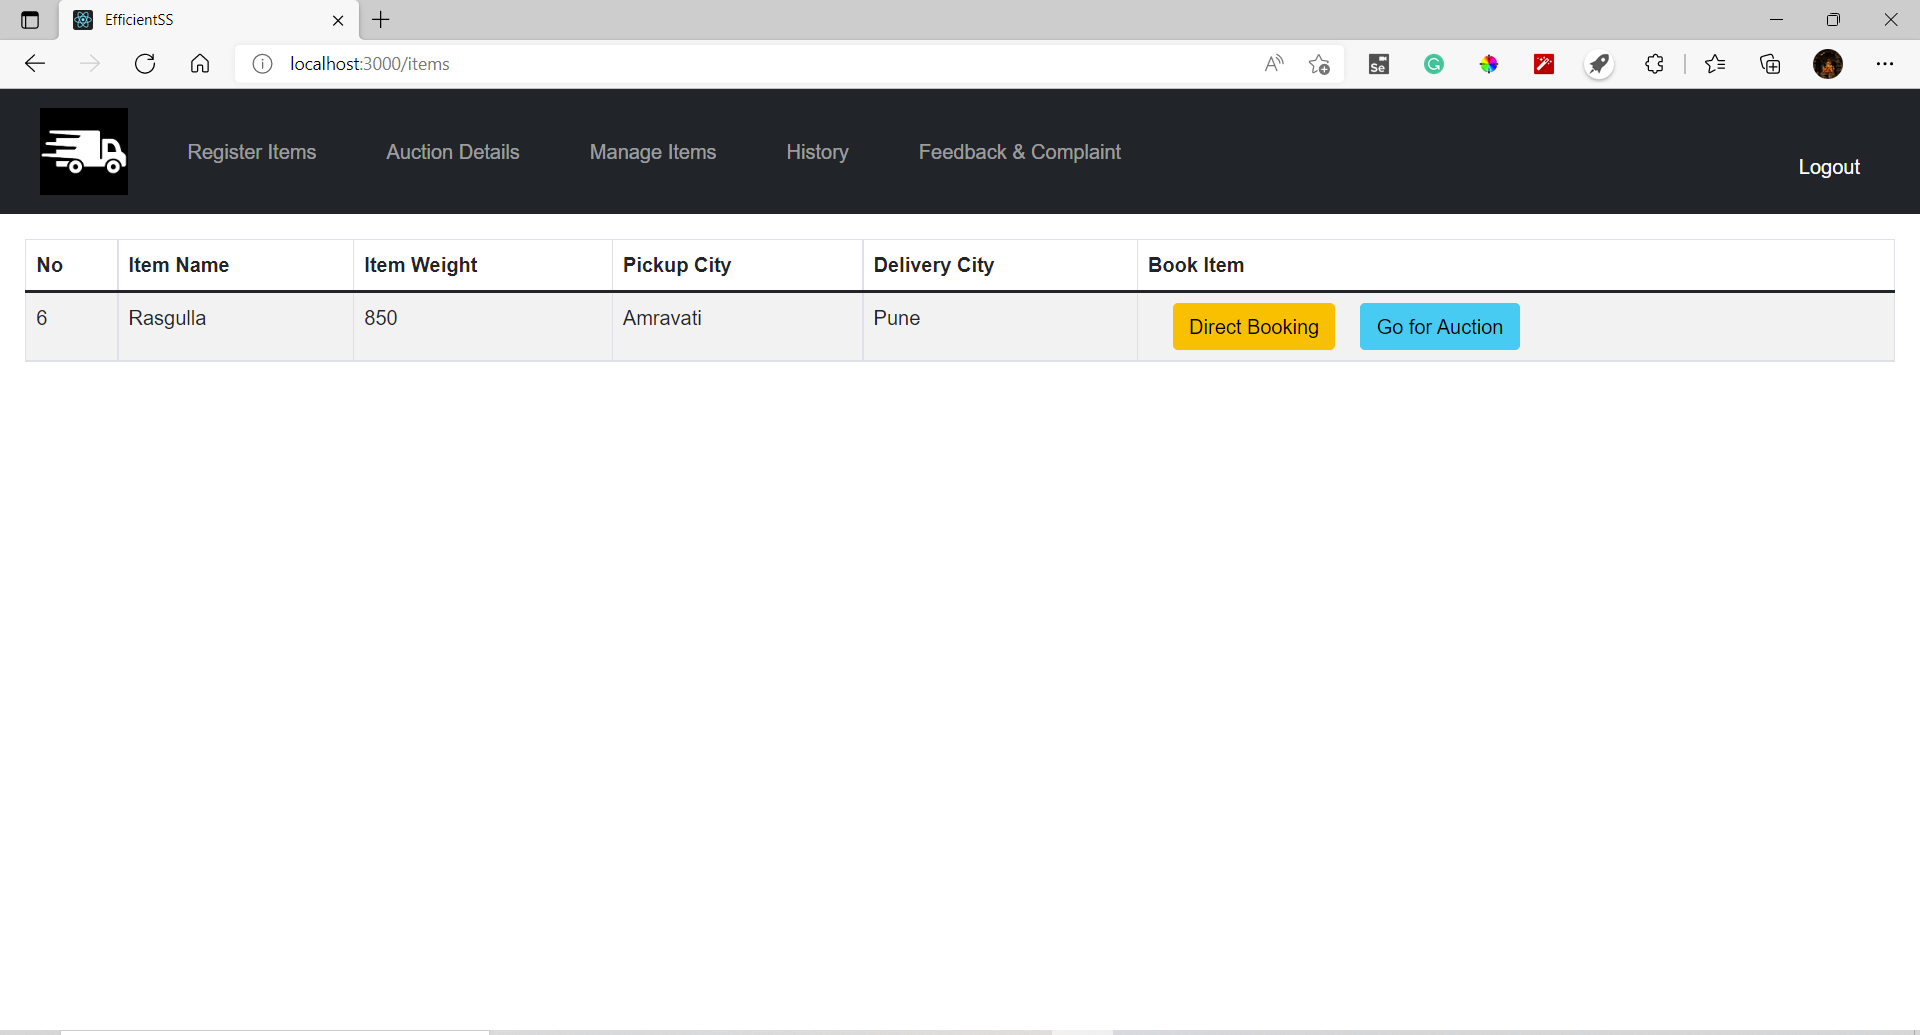 EfficientSS
localhost:3000/items
Se
G
Register Items Auction Details Manage Items History Feedback & Complaint
Logout
No Item Name Item Weight Pickup City Delivery City Book Item
6 Rasgulla 850 Amravati Pune Direct Booking Go for Auction